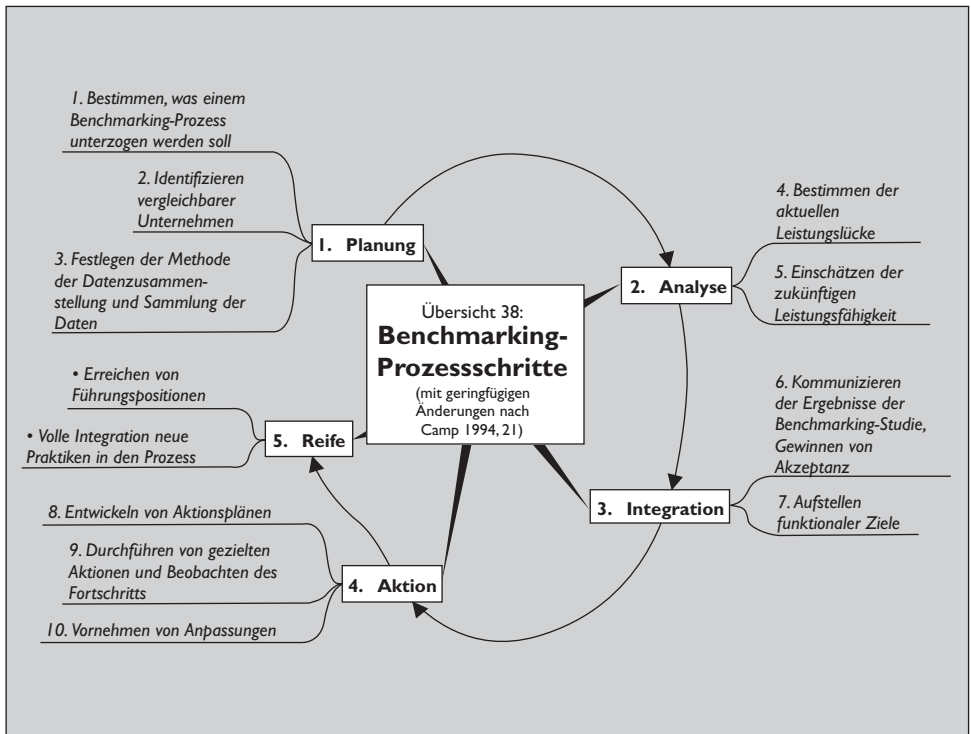 1. Bestimmen, was einem
Benchmarking-Prozess
unterzogen werden soll
2. Identifizieren
vergleichbarer
Unternehmen
3. Festlegen der Methode
der Datenzusammen-
stellung und Sammlung der
Daten
1. Planung
4. Bestimmen der
aktuellen
Leistungslücke
5. Einschätzen der
zukünftigen
Leistungsfähigkeit
2. Analyse
Übersicht 38:
Benchmarking-
Prozessschritte
(mit geringfügigen
Änderungen nach
Camp 1994, 21)
6. Kommunizieren
der Ergebnisse der
Benchmarking-Studie,
Gewinnen von
Akzeptanz
7. Aufstellen
funktionaler Ziele
3. Integration
8. Entwickeln von Aktionsplänen
9. Durchführen von gezielten
Aktionen und Beobachten des
Fortschritts
10. Vornehmen von Anpassungen
4. Aktion
• Erreichen von
Führungspositionen
• Volle Integration neue
Praktiken in den Prozess
5. Reife